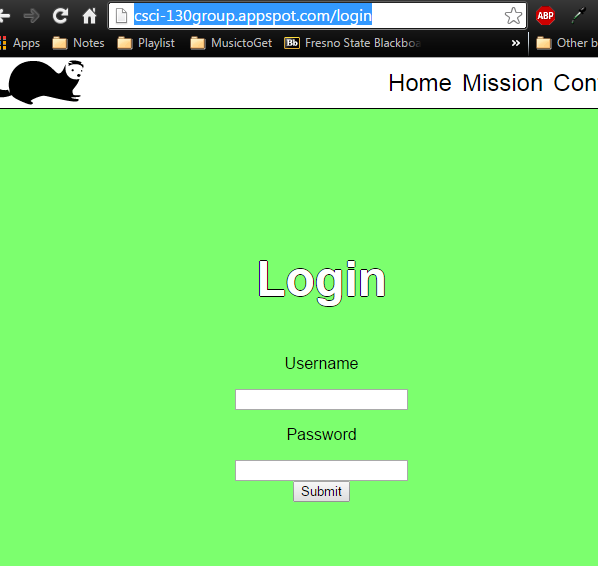 csci-130group.appspot.com/login
ABP
Apps Notes Playlist MusictoGet Bb Fresno State Blackboa » Other b
Home Mission Con
Login
Username
Password
Submit